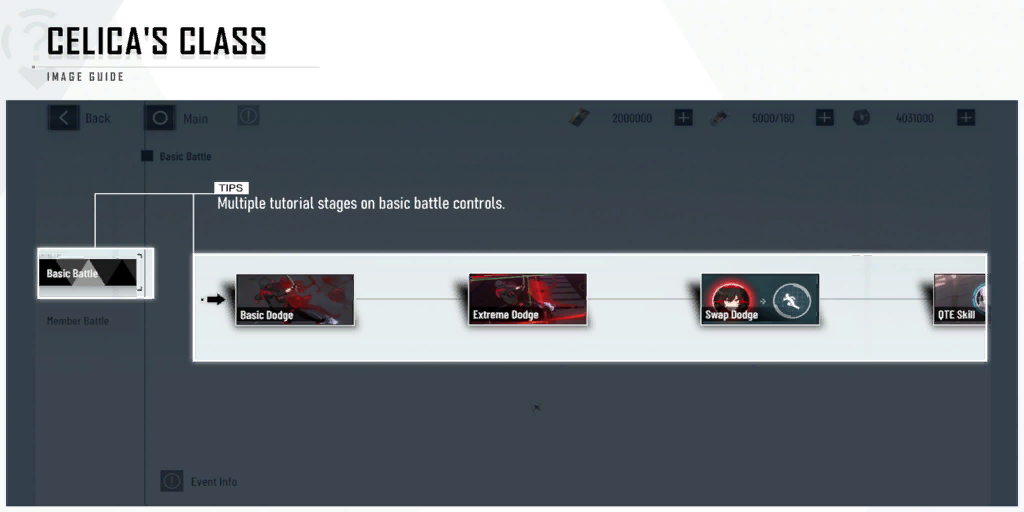 CELICA'S CLASS
IMAGE GUIDE
Back
Main
2000000
5000/160
4031000
Basic Battle
TIPS
Multiple tutorial stages on basic battle controls.
Basic Battle
Basic Dodge
Extreme Dodge
Swap Dodge
QTE Skill
Member Battle
Event Info